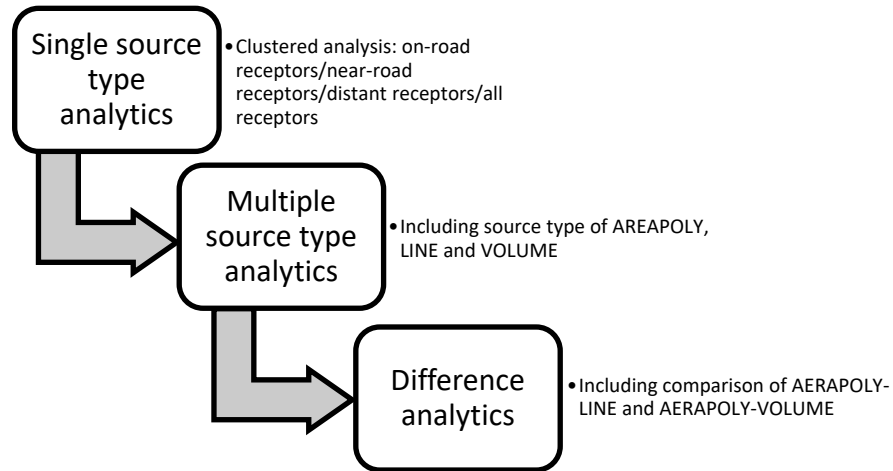 Single source
type
analytics
•Clustered analysis: on-road
receptors/near-road
receptors/distant receptors/all
receptors
Multiple
source type
analytics
•Including source type of AREAPOLY,
LINE and VOLUME
Difference
analytics
•Including comparison of AERAPOLY-
LINE and AERAPOLY-VOLUME